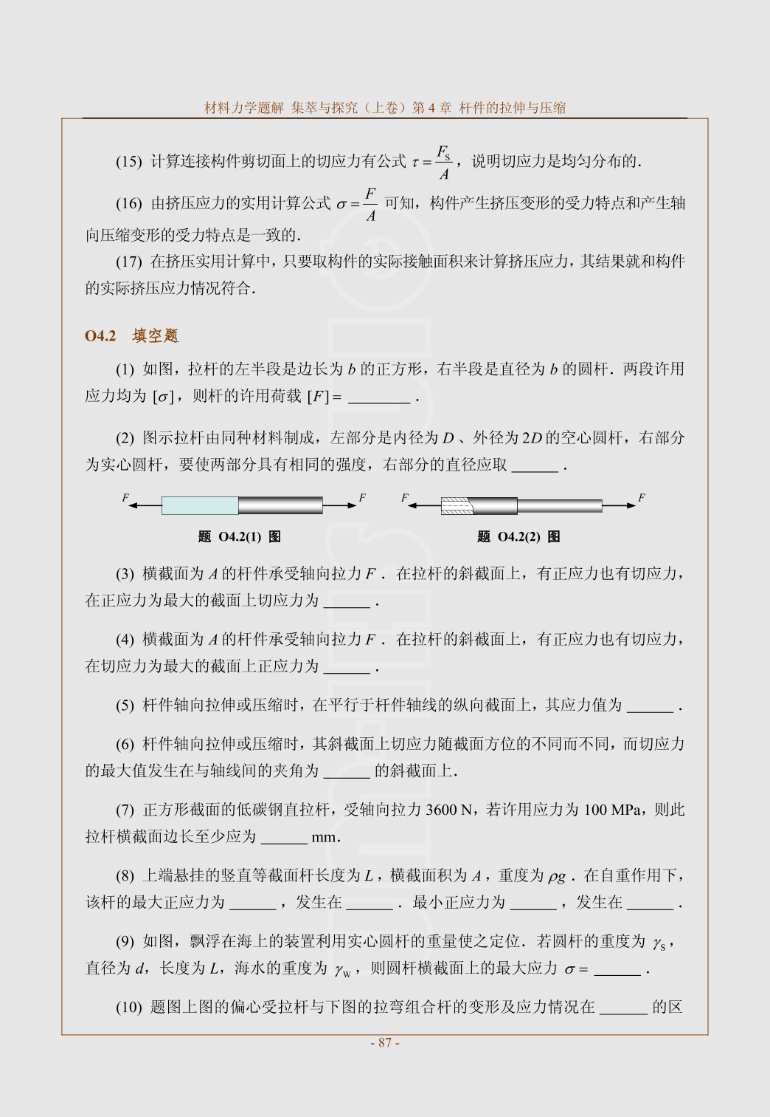 材料力学题解 集萃与探究（上卷）第 4 章 杆件的拉伸与压缩
(15) 计算连接构件剪切面上的切应力有公式 τ = F_S/A，说明切应力是均匀分布的．
(16) 由挤压应力的实用计算公式 σ = F/A 可知，构件产生挤压变形的受力特点和产生轴
向压缩变形的受力特点是一致的．
(17) 在挤压实用计算中，只要取构件的实际接触面积来计算挤压应力，其结果就和构件
的实际挤压应力情况符合．
O4.2 填空题
(1) 如图，拉杆的左半段是边长为 b 的正方形，右半段是直径为 b 的圆杆．两段许用
应力均为 [σ]，则杆的许用荷载 [F] = ________ ．
(2) 图示拉杆由同种材料制成，左部分是内径为 D、外径为 2D 的空心圆杆，右部分
为实心圆杆，要使两部分具有相同的强度，右部分的直径应取 ______ ．
F F F F
题 O4.2(1) 图 题 O4.2(2) 图
(3) 横截面为 A 的杆件承受轴向拉力 F ．在拉杆的斜截面上，有正应力也有切应力，
在正应力为最大的截面上切应力为 ______ ．
(4) 横截面为 A 的杆件承受轴向拉力 F ．在拉杆的斜截面上，有正应力也有切应力，
在切应力为最大的截面上正应力为 ______ ．
(5) 杆件轴向拉伸或压缩时，在平行于杆件轴线的纵向截面上，其应力值为 ______ ．
(6) 杆件轴向拉伸或压缩时，其斜截面上切应力随截面方位的不同而不同，而切应力
的最大值发生在与轴线间的夹角为 ______ 的斜截面上．
(7) 正方形截面的低碳钢直拉杆，受轴向拉力 3600 N，若许用应力为 100 MPa，则此
拉杆横截面边长至少应为 ______ mm．
(8) 上端悬挂的竖直等截面杆长度为 L，横截面积为 A，重度为 ρg．在自重作用下，
该杆的最大正应力为 ______ ，发生在 ______ ．最小正应力为 ______ ，发生在 ______ ．
(9) 如图，飘浮在海上的装置利用实心圆杆的重量使之定位．若圆杆的重度为 γ_S，
直径为 d，长度为 L，海水的重度为 γ_W，则圆杆横截面上的最大应力 σ = ______ ．
(10) 题图上图的偏心受拉杆与下图的拉弯组合杆的变形及应力情况在 ______ 的区
- 87 -